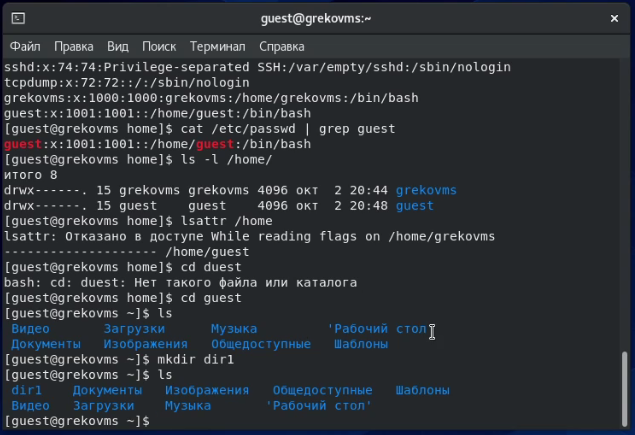 guest@grekovms:~
Файл Правка Вид Поиск Терминал Справка
sshd:x:74:74:Privilege-separated SSH:/var/empty/sshd:/sbin/nologin
tcpdump:x:72:72::/:/sbin/nologin
grekovms:x:1000:1000:grekovms:/home/grekovms:/bin/bash
guest:x:1001:1001::/home/guest:/bin/bash
[guest@grekovms home]$ cat /etc/passwd | grep guest
guest:x:1001:1001::/home/guest:/bin/bash
[guest@grekovms home]$ ls -l /home/
итого 8
drwx------. 15 grekovms grekovms 4096 окт  2 20:44 grekovms
drwx------. 15 guest    guest    4096 окт  2 20:48 guest
[guest@grekovms home]$ lsattr /home
lsattr: Отказано в доступе While reading flags on /home/grekovms
-------------------- /home/guest
[guest@grekovms home]$ cd duest
bash: cd: duest: Нет такого файла или каталога
[guest@grekovms home]$ cd guest
[guest@grekovms ~]$ ls
Видео Загрузки Музыка 'Рабочий стол'
Документы Изображения Общедоступные Шаблоны
[guest@grekovms ~]$ mkdir dir1
[guest@grekovms ~]$ ls
dir1 Документы Изображения Общедоступные Шаблоны
Видео Загрузки Музыка 'Рабочий стол'
[guest@grekovms ~]$